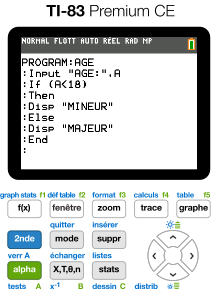 TI-83 Premium CE
NORMAL FLOTT AUTO RÉEL RAD MP
PROGRAM:AGE
:Input "AGE:",A
:If (A<18)
:Then
:Disp "MINEUR"
:Else
:Disp "MAJEUR"
:End
:
graph stats f1 déf table f2 format f3 calculs f4 table f5
f(x) fenêtre zoom trace graphe
quitter insérer
2nde mode suppr
verr A échanger listes
alpha X,T,θ,n stats
tests A x⁻¹ B dessin C distrib